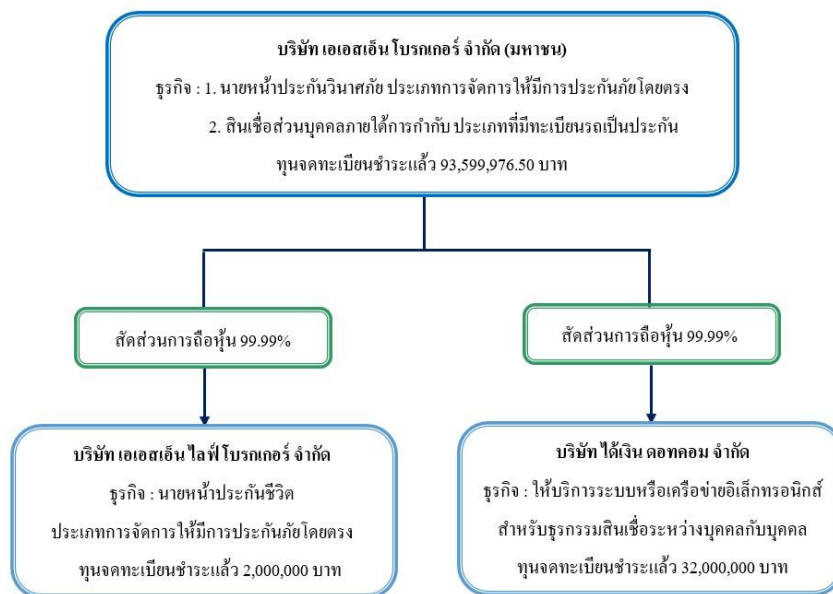 บริษัท เอเอสเอ็น โบรกเกอร์ จำกัด (มหาชน)
ธุรกิจ : 1. นายหน้าประกันวินาศภัย ประเภทการจัดการให้มีการประกันภัยโดยตรง
2. สินเชื่อส่วนบุคคลภายใต้การกำกับ ประเภทที่มีทะเบียนรถเป็นประกัน
ทุนจดทะเบียนชำระแล้ว 93,599,976.50 บาท
สัดส่วนการถือหุ้น 99.99%
สัดส่วนการถือหุ้น 99.99%
บริษัท เอเอสเอ็น ไลฟ์ โบรกเกอร์ จำกัด
ธุรกิจ : นายหน้าประกันชีวิต
ประเภทการจัดการให้มีการประกันภัยโดยตรง
ทุนจดทะเบียนชำระแล้ว 2,000,000 บาท
บริษัท ได้เงิน ดอทคอม จำกัด
ธุรกิจ : ให้บริการระบบหรือเครือข่ายอิเล็กทรอนิกส์
สำหรับธุรกรรมสินเชื่อระหว่างบุคคลกับบุคคล
ทุนจดทะเบียนชำระแล้ว 32,000,000 บาท